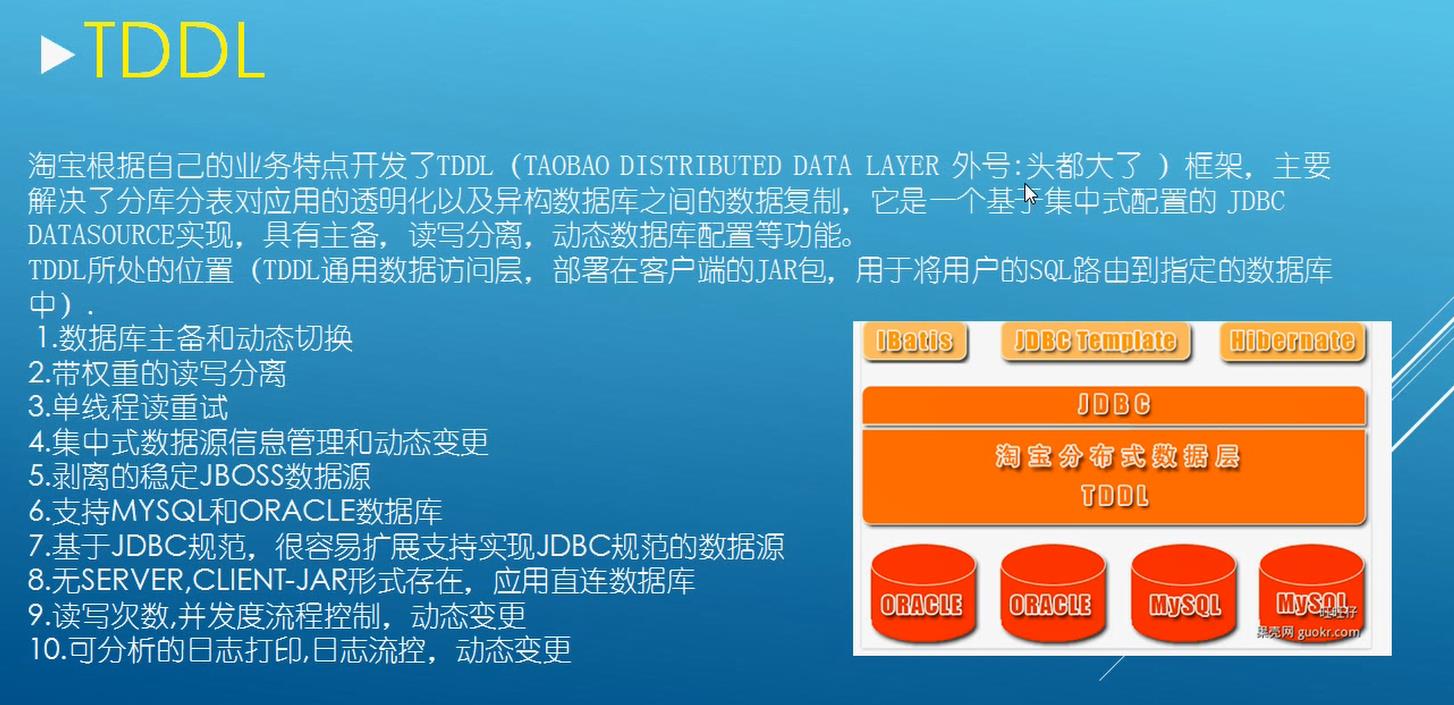 TDDL
淘宝根据自己的业务特点开发了TDDL（TAOBAO DISTRIBUTED DATA LAYER 外号:头都大了 ）框架，主要
解决了分库分表对应用的透明化以及异构数据库之间的数据复制，它是一个基于集中式配置的 JDBC
DATASOURCE实现，具有主备，读写分离，动态数据库配置等功能。
TDDL所处的位置（TDDL通用数据访问层，部署在客户端的JAR包，用于将用户的SQL路由到指定的数据库
中）.
1.数据库主备和动态切换
2.带权重的读写分离
3.单线程读重试
4.集中式数据源信息管理和动态变更
5.剥离的稳定JBOSS数据源
6.支持MYSQL和ORACLE数据库
7.基于JDBC规范，很容易扩展支持实现JDBC规范的数据源
8.无SERVER,CLIENT-JAR形式存在，应用直连数据库
9.读写次数,并发度流程控制，动态变更
10.可分析的日志打印,日志流控，动态变更
IBatis JDBC Template Hibernate
JDBC
淘宝分布式数据层
TDDL
ORACLE ORACLE MySQL MySQL
旺旺仔
果壳网 guokr.com